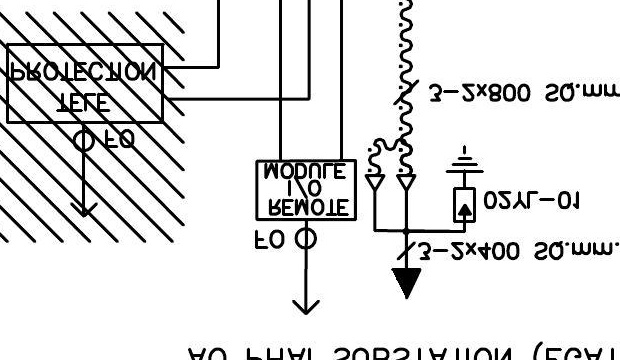 AO PHAI SUBSTATION (EGAT
3-2x400 SQ.mm.
FO
REMOTE
I/O
MODULE
02YL-01
FO
TELE
PROTECTION
3-2x800 SQ.mm